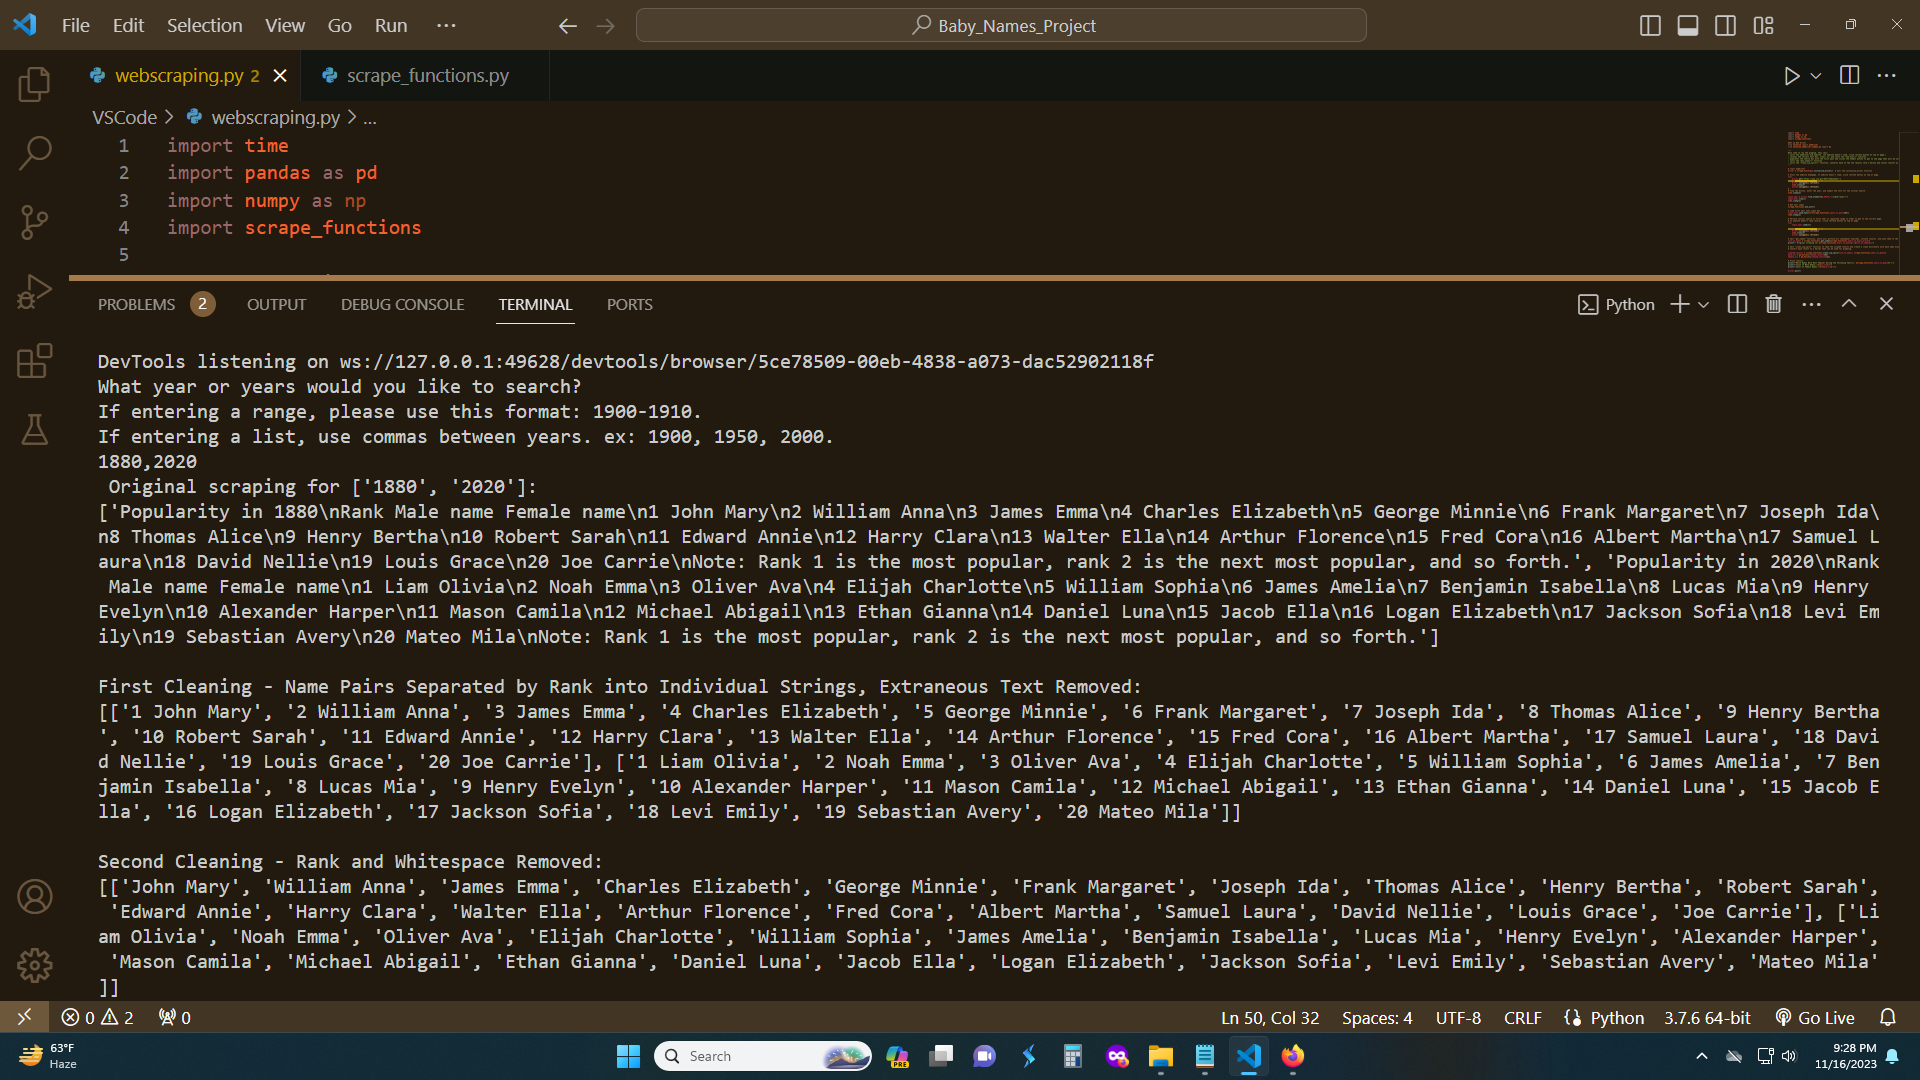 File Edit Selection View Go Run ···
Baby_Names_Project
webscraping.py 2
scrape_functions.py
VSCode > webscraping.py > ...
1 import time
2 import pandas as pd
3 import numpy as np
4 import scrape_functions
5
PROBLEMS 2 OUTPUT DEBUG CONSOLE TERMINAL PORTS
Python
DevTools listening on ws://127.0.0.1:49628/devtools/browser/5ce78509-00eb-4838-a073-dac52902118f
What year or years would you like to search?
If entering a range, please use this format: 1900-1910.
If entering a list, use commas between years. ex: 1900, 1950, 2000.
1880,2020
Original scraping for ['1880', '2020']:
['Popularity in 1880\nRank Male name Female name\n1 John Mary\n2 William Anna\n3 James Emma\n4 Charles Elizabeth\n5 George Minnie\n6 Frank Margaret\n7 Joseph Ida\
n8 Thomas Alice\n9 Henry Bertha\n10 Robert Sarah\n11 Edward Annie\n12 Harry Clara\n13 Walter Ella\n14 Arthur Florence\n15 Fred Cora\n16 Albert Martha\n17 Samuel L
aura\n18 David Nellie\n19 Louis Grace\n20 Joe Carrie\nNote: Rank 1 is the most popular, rank 2 is the next most popular, and so forth.', 'Popularity in 2020\nRank
Male name Female name\n1 Liam Olivia\n2 Noah Emma\n3 Oliver Ava\n4 Elijah Charlotte\n5 William Sophia\n6 James Amelia\n7 Benjamin Isabella\n8 Lucas Mia\n9 Henry
Evelyn\n10 Alexander Harper\n11 Mason Camila\n12 Michael Abigail\n13 Ethan Gianna\n14 Daniel Luna\n15 Jacob Ella\n16 Logan Elizabeth\n17 Jackson Sofia\n18 Levi Em
ily\n19 Sebastian Avery\n20 Mateo Mila\nNote: Rank 1 is the most popular, rank 2 is the next most popular, and so forth.']
First Cleaning - Name Pairs Separated by Rank into Individual Strings, Extraneous Text Removed:
[['1 John Mary', '2 William Anna', '3 James Emma', '4 Charles Elizabeth', '5 George Minnie', '6 Frank Margaret', '7 Joseph Ida', '8 Thomas Alice', '9 Henry Bertha
', '10 Robert Sarah', '11 Edward Annie', '12 Harry Clara', '13 Walter Ella', '14 Arthur Florence', '15 Fred Cora', '16 Albert Martha', '17 Samuel Laura', '18 Davi
d Nellie', '19 Louis Grace', '20 Joe Carrie'], ['1 Liam Olivia', '2 Noah Emma', '3 Oliver Ava', '4 Elijah Charlotte', '5 William Sophia', '6 James Amelia', '7 Ben
jamin Isabella', '8 Lucas Mia', '9 Henry Evelyn', '10 Alexander Harper', '11 Mason Camila', '12 Michael Abigail', '13 Ethan Gianna', '14 Daniel Luna', '15 Jacob E
lla', '16 Logan Elizabeth', '17 Jackson Sofia', '18 Levi Emily', '19 Sebastian Avery', '20 Mateo Mila']]
Second Cleaning - Rank and Whitespace Removed:
[['John Mary', 'William Anna', 'James Emma', 'Charles Elizabeth', 'George Minnie', 'Frank Margaret', 'Joseph Ida', 'Thomas Alice', 'Henry Bertha', 'Robert Sarah',
'Edward Annie', 'Harry Clara', 'Walter Ella', 'Arthur Florence', 'Fred Cora', 'Albert Martha', 'Samuel Laura', 'David Nellie', 'Louis Grace', 'Joe Carrie'], ['Li
am Olivia', 'Noah Emma', 'Oliver Ava', 'Elijah Charlotte', 'William Sophia', 'James Amelia', 'Benjamin Isabella', 'Lucas Mia', 'Henry Evelyn', 'Alexander Harper',
'Mason Camila', 'Michael Abigail', 'Ethan Gianna', 'Daniel Luna', 'Jacob Ella', 'Logan Elizabeth', 'Jackson Sofia', 'Levi Emily', 'Sebastian Avery', 'Mateo Mila'
]]
0 2 0 Ln 50, Col 32 Spaces: 4 UTF-8 CRLF Python 3.7.6 64-bit Go Live
63°F
Haze
Search
PRE
9:28 PM
11/16/2023